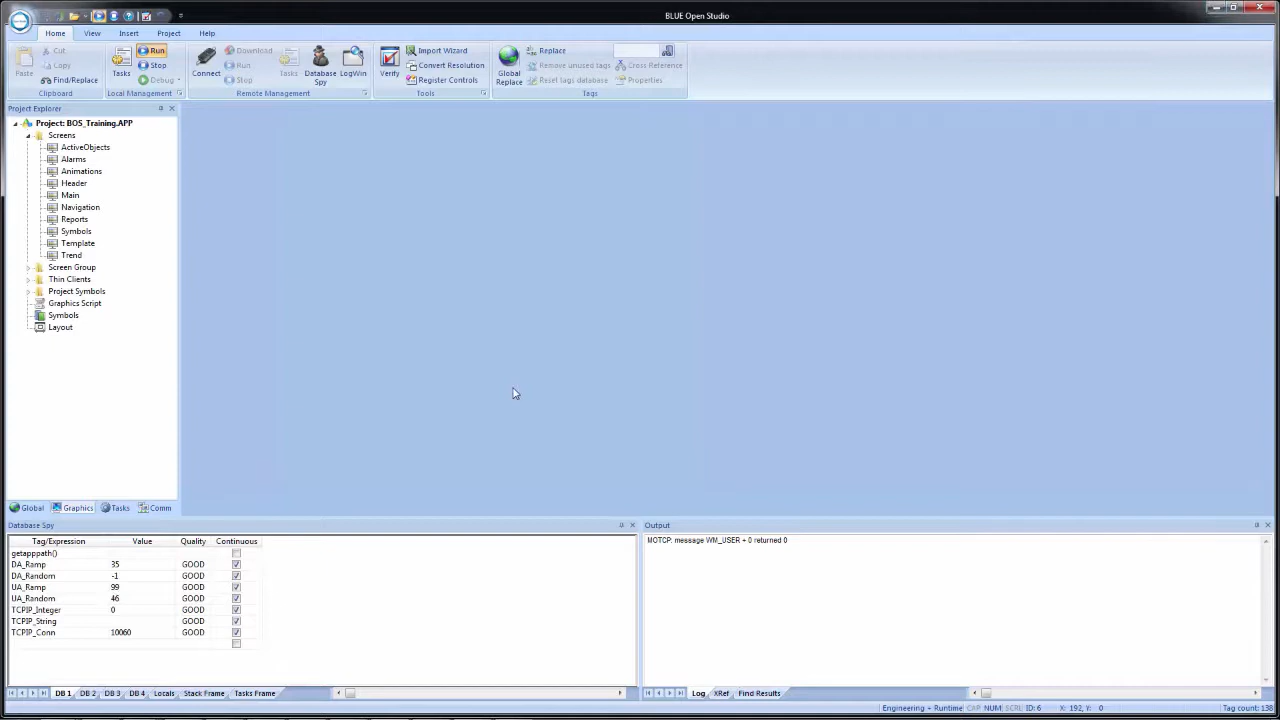 BLUE Open Studio
Home View Insert Project Help
Paste
Cut
Copy
Find/Replace
Clipboard
Tasks
Run
Stop
Debug
Local Management
Connect
Download
Run
Stop
Tasks
Database Spy
LogWin
Remote Management
Verify
Import Wizard
Convert Resolution
Register Controls
Tools
Global Replace
Replace
Remove unused tags
Reset tags database
Cross Reference
Properties
Tags
Project Explorer
Project: BOS_Training.APP
Screens
ActiveObjects
Alarms
Animations
Header
Main
Navigation
Reports
Symbols
Template
Trend
Screen Group
Thin Clients
Project Symbols
Graphics Script
Symbols
Layout
Global Graphics Tasks Comm
Database Spy
Tag/Expression Value Quality Continuous
getapppath()
DA_Ramp 35 GOOD
DA_Random -1 GOOD
UA_Ramp 99 GOOD
UA_Random 46 GOOD
TCPIP_Integer 0 GOOD
TCPIP_String GOOD
TCPIP_Conn 10060 GOOD
DB 1 DB 2 DB 3 DB 4 Locals Stack Frame Tasks Frame
Output
MOTCP: message WM_USER + 0 returned 0
Log XRef Find Results
Engineering + Runtime CAP NUM SCRL ID: 6 X: 192, Y: 0 Tag count: 138